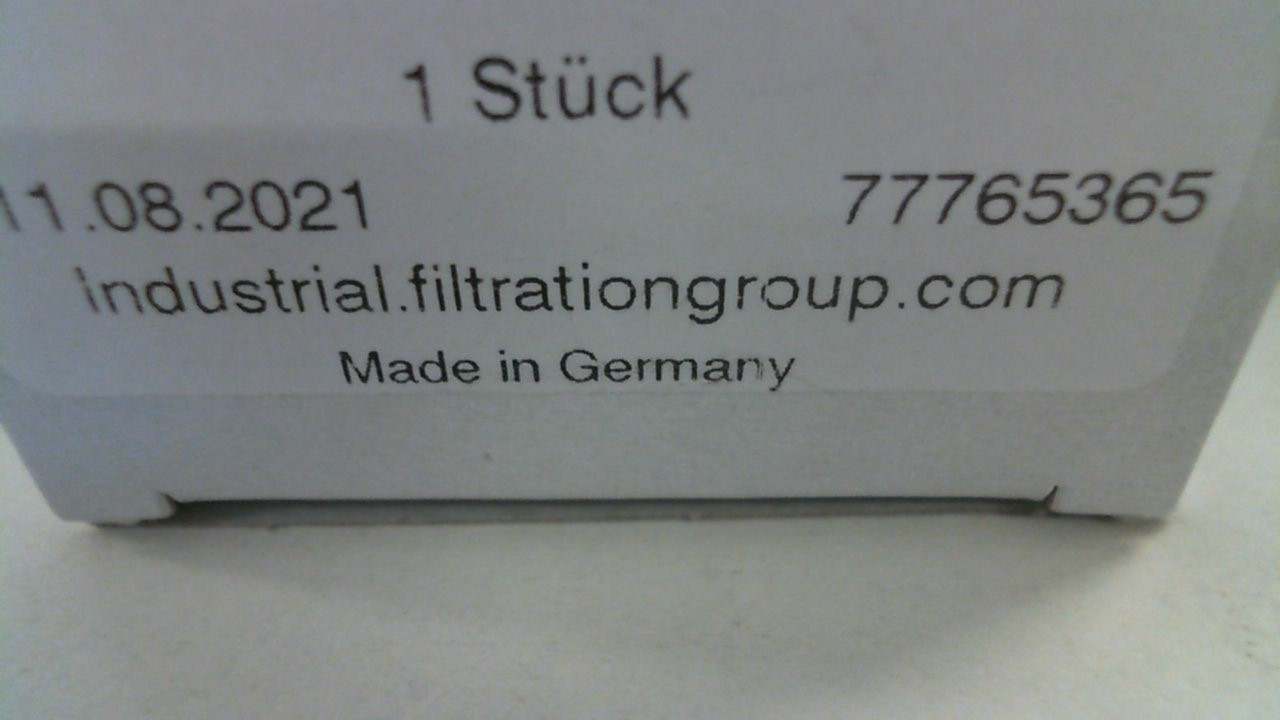 1 Stück
11.08.2021 77765365
industrial.filtrationgroup.com
Made in Germany